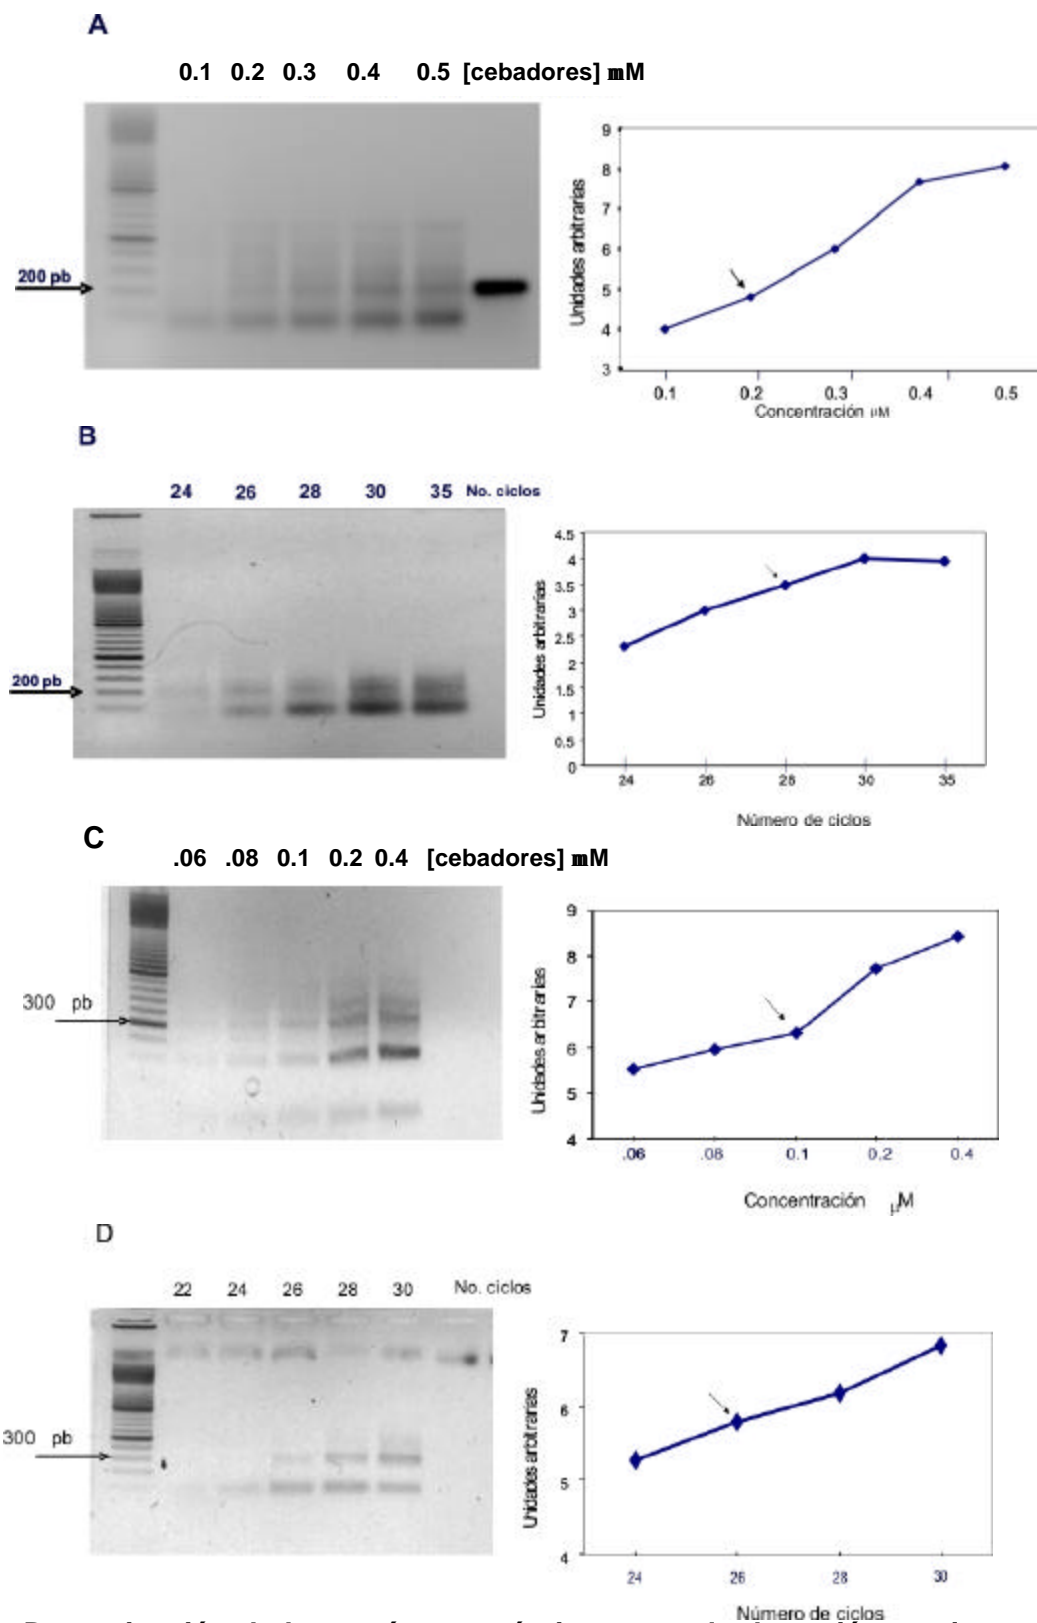 A
0.1 0.2 0.3 0.4 0.5 [cebadores] mM
200 pb
9
8
7
6
5
4
3
Unidades arbitrarias
0.1 0.2 0.3 0.4 0.5
Concentración µM
B
24 26 28 30 35 No. ciclos
200 pb
4.5
4
3.5
3
2.5
2
1.5
1
0.5
0
Unidades arbitrarias
24 26 28 30 35
Número de ciclos
C
.06 .08 0.1 0.2 0.4 [cebadores] mM
300 pb
9
8
7
6
5
4
Unidades arbitrarias
.06 .08 0.1 0.2 0.4
Concentración µM
D
22 24 26 28 30 No. ciclos
300 pb
7
6
5
4
Unidades arbitrarias
24 26 28 30
Número de ciclos